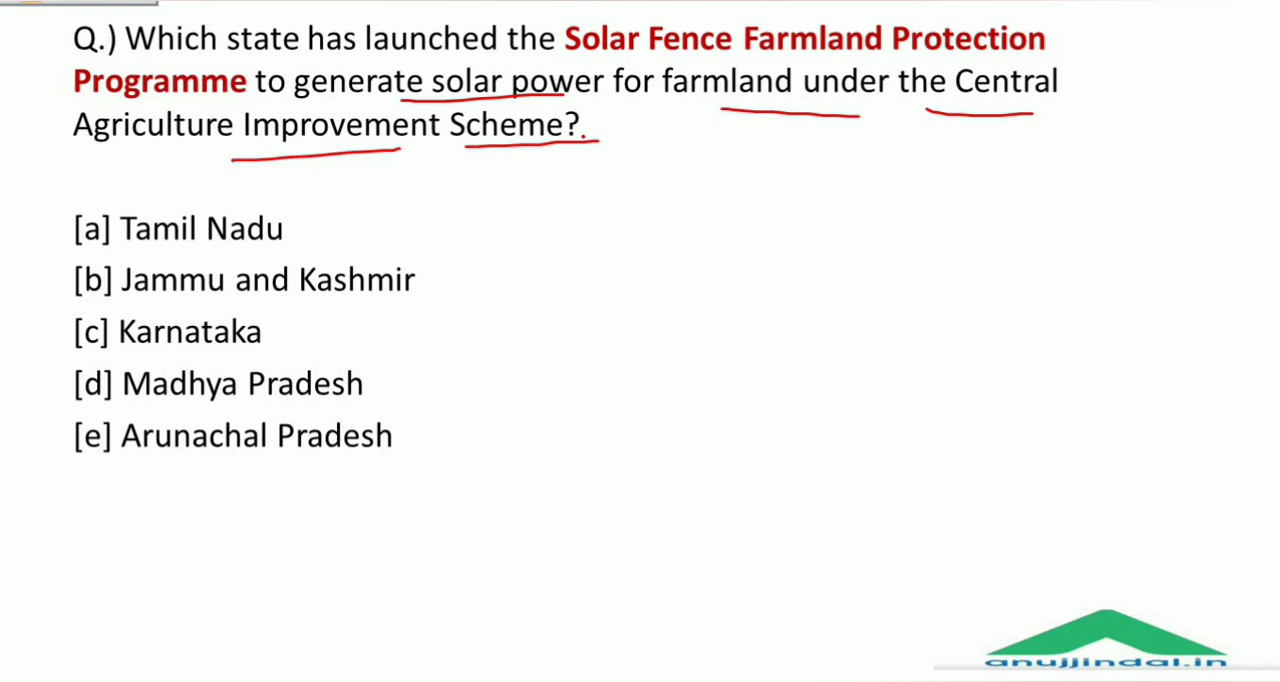 Q.) Which state has launched the Solar Fence Farmland Protection
Programme to generate solar power for farmland under the Central
Agriculture Improvement Scheme?.
[a] Tamil Nadu
[b] Jammu and Kashmir
[c] Karnataka
[d] Madhya Pradesh
[e] Arunachal Pradesh
anujjindal.in